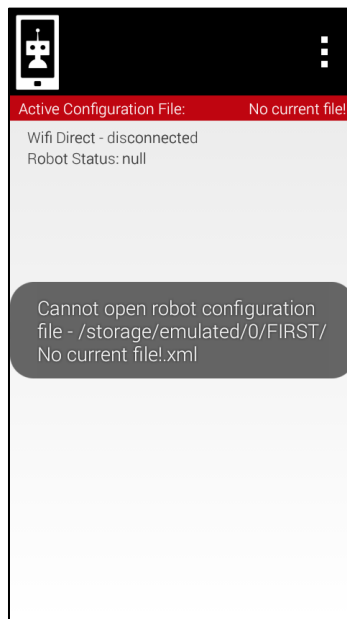 Active Configuration File: No current file!
Wifi Direct - disconnected
Robot Status: null
Cannot open robot configuration
file - /storage/emulated/0/FIRST/
No current file!.xml